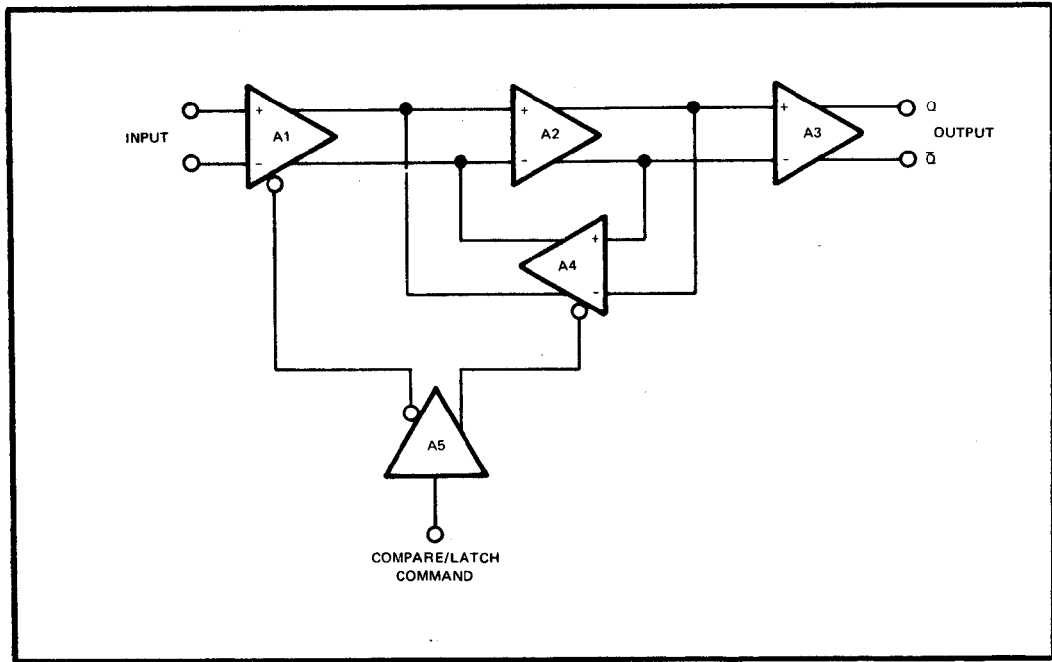 +
A1
-
INPUT
+
A2
-
+
A3
-
Q
OUTPUT
Q̅
+
A4
-
A5
COMPARE/LATCH
COMMAND